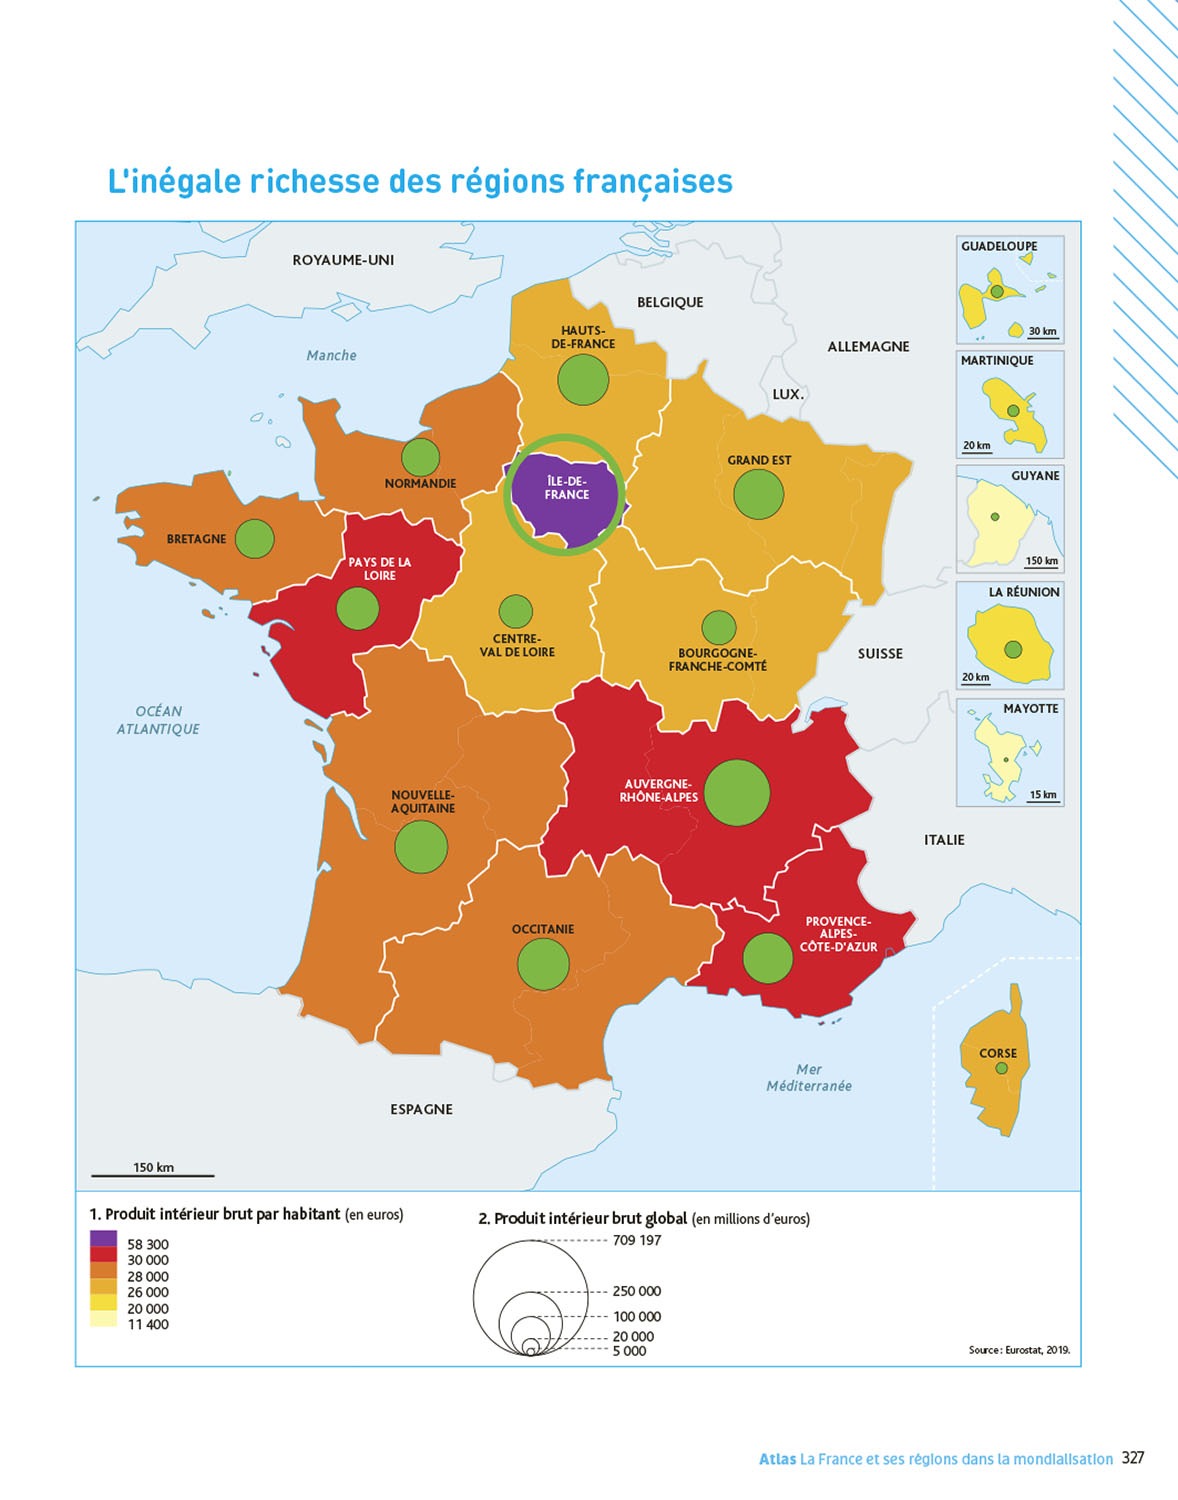 L'inégale richesse des régions françaises
ROYAUME-UNI
BELGIQUE
ALLEMAGNE
LUX.
Manche
HAUTS-
DE-FRANCE
NORMANDIE
ÎLE-DE-
FRANCE
GRAND EST
BRETAGNE
PAYS DE LA
LOIRE
CENTRE-
VAL DE LOIRE
BOURGOGNE-
FRANCHE-COMTÉ
SUISSE
OCÉAN
ATLANTIQUE
NOUVELLE-
AQUITAINE
AUVERGNE-
RHÔNE-ALPES
ITALIE
OCCITANIE
PROVENCE-
ALPES-
CÔTE-D'AZUR
CORSE
Mer
Méditerranée
ESPAGNE
150 km
GUADELOUPE
30 km
MARTINIQUE
20 km
GUYANE
150 km
LA RÉUNION
20 km
MAYOTTE
15 km
1. Produit intérieur brut par habitant (en euros)
58 300
30 000
28 000
26 000
20 000
11 400
2. Produit intérieur brut global (en millions d'euros)
709 197
250 000
100 000
20 000
5 000
Source : Eurostat, 2019.
Atlas La France et ses régions dans la mondialisation 327